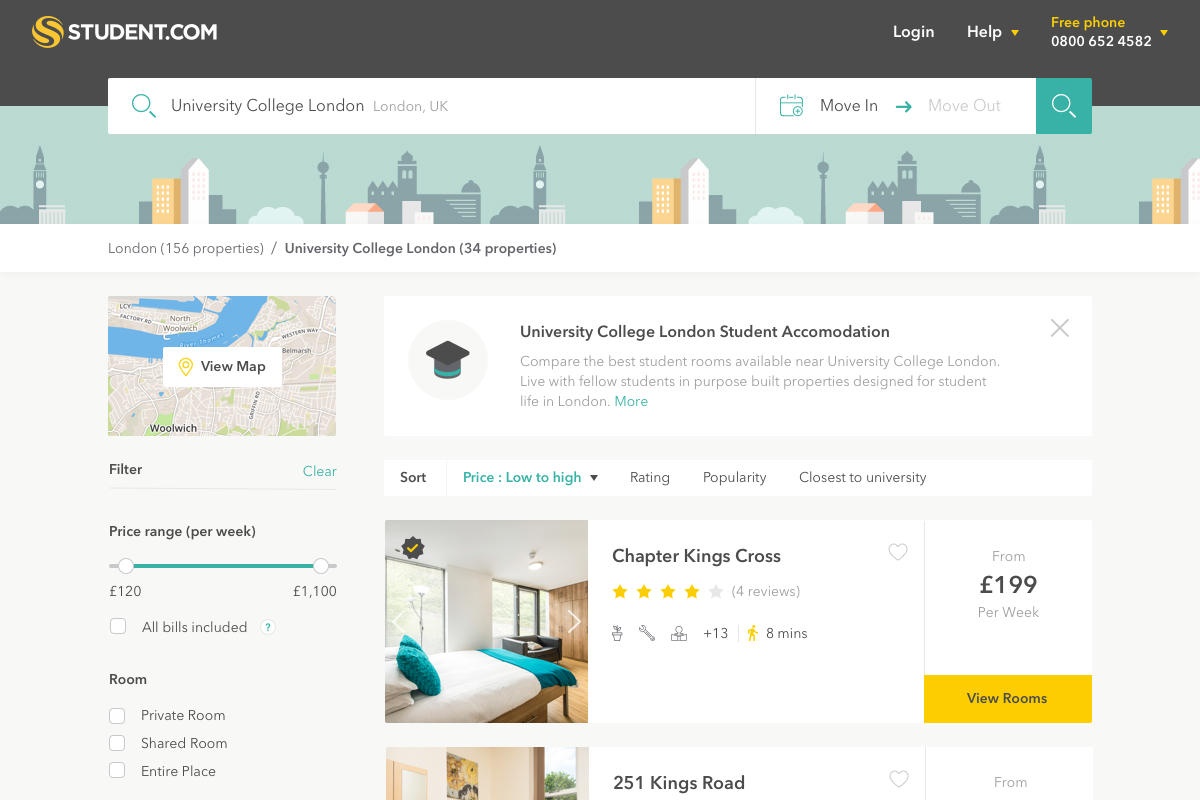 STUDENT.COM
Login
Help
Free phone
0800 652 4582
University College London London, UK
Move In
Move Out
London (156 properties) / University College London (34 properties)
LCY
FACTORY RD
North
Woolwich
River Thames
WESTERN WAY
Belmarsh
GRIFFIN RD
Woolwich
View Map
University College London Student Accomodation
Compare the best student rooms available near University College London.
Live with fellow students in purpose built properties designed for student
life in London. More
Filter
Clear
Sort
Price : Low to high
Rating
Popularity
Closest to university
Price range (per week)
£120
£1,100
All bills included ?
Room
Private Room
Shared Room
Entire Place
Chapter Kings Cross
(4 reviews)
+13
8 mins
From
£199
Per Week
View Rooms
251 Kings Road
From